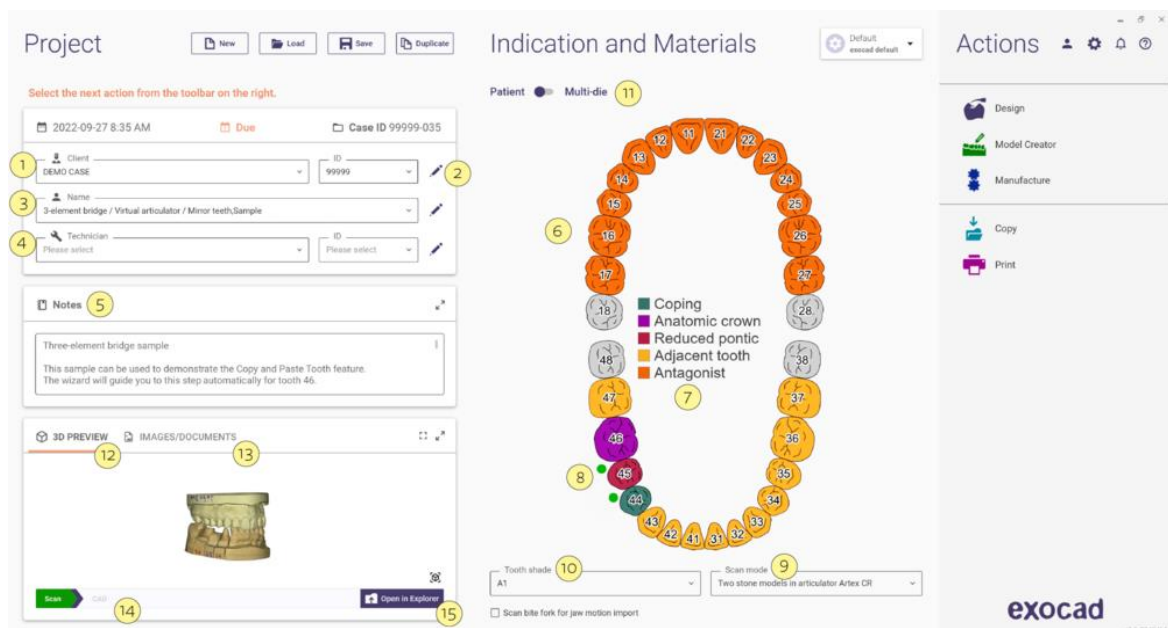 Project
New
Load
Save
Duplicate
Select the next action from the toolbar on the right.
2022-09-27 8:35 AM
Due
Case ID 99999-035
1
Client
DEMO CASE
ID
99999
2
3
Name
3-element bridge / Virtual articulator / Mirror teeth,Sample
4
Technician
Please select
ID
Please select
Notes
5
Three-element bridge sample
This sample can be used to demonstrate the Copy and Paste Tooth feature.
The wizard will guide you to this step automatically for tooth 46.
3D PREVIEW
IMAGES/DOCUMENTS
12
13
Scan
CAD
14
Open in Explorer
15
Indication and Materials
Default
exocad default
Patient
Multi-die
11
11
21
12
22
13
23
14
24
15
25
6
16
26
17
27
18
28
Coping
Anatomic crown
Reduced pontic
Adjacent tooth
Antagonist
7
48
38
47
37
46
36
8
45
35
44
34
43
33
42
32
41
31
Tooth shade
10
A1
Scan mode
9
Two stone models in articulator Artex CR
Scan bite fork for jaw motion import
Actions
Design
Model Creator
Manufacture
Copy
Print
exocad